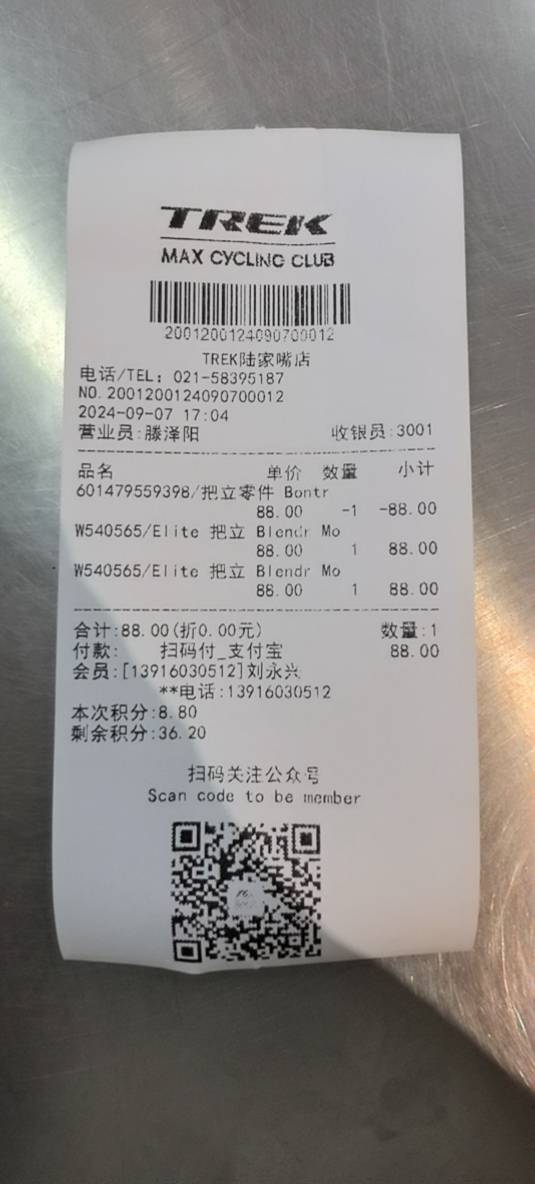 TREK
MAX CYCLING CLUB
2001200124090700012
TREK陆家嘴店
电话/TEL: 021-58395187
NO.2001200124090700012
2024-09-07 17:04
营业员:滕泽阳 收银员:3001
品名 单价 数量 小计
601479559398/把立零件 Bontr
88.00 -1 -88.00
W540565/Elite 把立 Blendr Mo
88.00 1 88.00
W540565/Elite 把立 Blendr Mo
88.00 1 88.00
合计:88.00(折0.00元) 数量:1
付款: 扫码付_支付宝 88.00
会员:[13916030512]刘永兴
**电话:13916030512
本次积分:8.80
剩余积分:36.20
扫码关注公众号
Scan code to be member